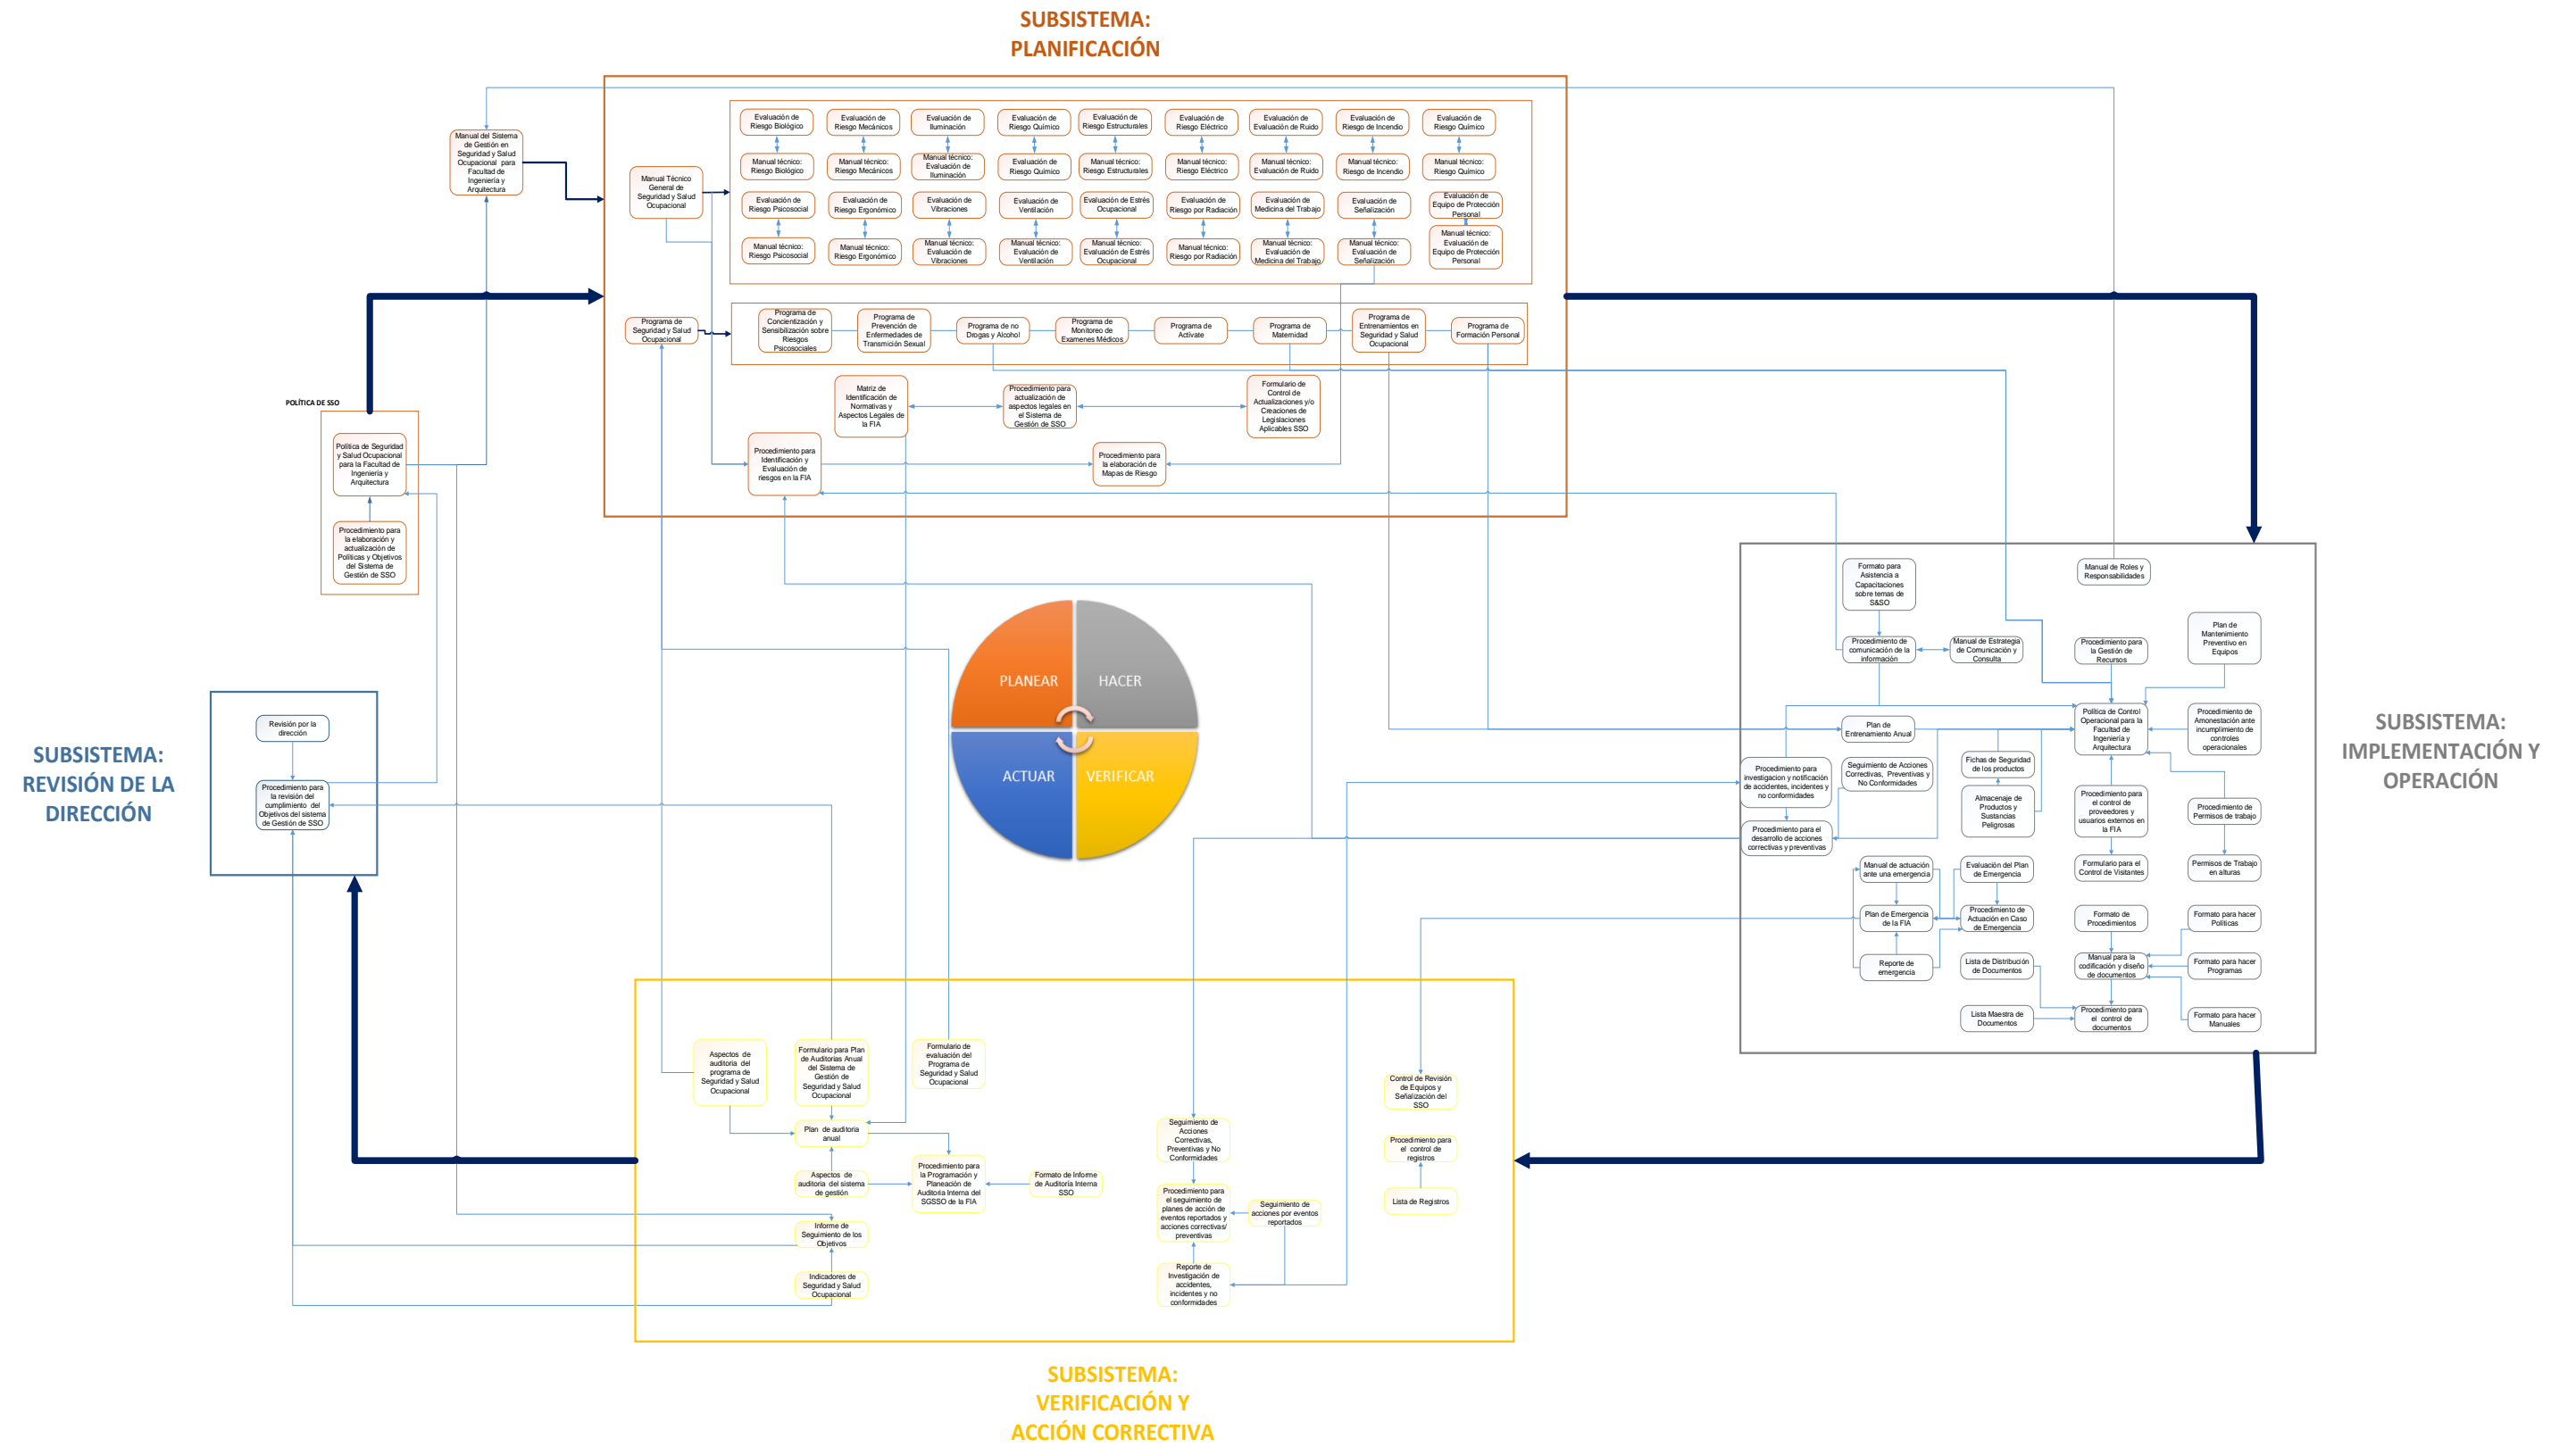 SUBSISTEMA:
PLANIFICACIÓN
Manual del Sistema
de Gestión en
Seguridad y Salud
Ocupacional para
Facultad de
Ingeniería y
Arquitectura
Manual Técnico
General de
Seguridad y Salud
Ocupacional
Evaluación de
Riesgo Biológico
Evaluación de
Riesgo Mecánicos
Evaluación de
Iluminación
Evaluación de
Riesgo Químico
Evaluación de
Riesgo Estructurales
Evaluación de
Riesgo Eléctrico
Evaluación de
Evaluación de Ruido
Evaluación de
Riesgo de Incendio
Evaluación de
Riesgo Químico
Manual técnico:
Riesgo Biológico
Manual técnico:
Riesgo Mecánicos
Manual técnico:
Evaluación de
Iluminación
Evaluación de
Riesgo Químico
Manual técnico:
Riesgo Estructurales
Manual técnico:
Riesgo Eléctrico
Manual técnico:
Evaluación de Ruido
Manual técnico:
Riesgo de Incendio
Manual técnico:
Riesgo Químico
Evaluación de
Riesgo Psicosocial
Evaluación de
Riesgo Ergonómico
Evaluación de
Vibraciones
Evaluación de
Ventilación
Evaluación de Estrés
Ocupacional
Evaluación de
Riesgo por Radiación
Evaluación de
Medicina del Trabajo
Evaluación de
Señalización
Evaluación de
Equipo de Protección
Personal
Manual técnico:
Riesgo Psicosocial
Manual técnico:
Riesgo Ergonómico
Manual técnico:
Evaluación de
Vibraciones
Manual técnico:
Evaluación de
Ventilación
Manual técnico:
Evaluación de Estrés
Ocupacional
Manual técnico:
Riesgo por Radiación
Manual técnico:
Evaluación de
Medicina del Trabajo
Manual técnico:
Evaluación de
Señalización
Manual técnico:
Evaluación de
Equipo de Protección
Personal
Programa de
Seguridad y Salud
Ocupacional
Programa de
Concientización y
Sensibilización sobre
Riesgos
Psicosociales
Programa de
Prevención de
Enfermedades de
Transmición Sexual
Programa de no
Drogas y Alcohol
Programa de
Monitoreo de
Examenes Médicos
Programa de
Actívate
Programa de
Maternidad
Programa de
Entrenamientos en
Seguridad y Salud
Ocupacional
Programa de
Formación Personal
Matriz de
Identificación de
Normativas y
Aspectos Legales de
la FIA
Procedimiento para
actualización de
aspectos legales en
el Sistema de
Gestión de SSO
Formulario de
Control de
Actualizaciones y/o
Creaciones de
Legislaciones
Aplicables SSO
Procedimiento para
Identificación y
Evaluación de
riesgos en la FIA
Procedimiento para
la elaboración de
Mapas de Riesgo
POLÍTICA DE SSO
Política de Seguridad
y Salud Ocupacional
para la Facultad de
Ingeniería y
Arquitectura
Procedimiento para
la elaboración y
actualización de
Políticas y Objetivos
del Sistema de
Gestión de SSO
PLANEAR
HACER
ACTUAR
VERIFICAR
SUBSISTEMA:
REVISIÓN DE LA
DIRECCIÓN
Revisión por la
dirección
Procedimiento para
la revisión del
cumplimiento del
Objetivos del sistema
de Gestión de SSO
SUBSISTEMA:
IMPLEMENTACIÓN Y
OPERACIÓN
Formato para
Asistencia a
Capacitaciones
sobre temas de
S&SO
Manual de Roles y
Responsabilidades
Procedimiento de
comunicación de la
información
Manual de Estrategia
de Comunicación y
Consulta
Procedimiento para
la Gestión de
Recursos
Plan de
Mantenimiento
Preventivo en
Equipos
Plan de
Entrenamiento Anual
Política de Control
Operacional para la
Facultad de
Ingeniería y
Arquitectura
Procedimiento de
Amonestación ante
incumplimiento de
controles
operacionales
Procedimiento para
investigacion y notificación
de accidentes, incidentes y
no conformidades
Seguimiento de Acciones
Correctivas, Preventivas y
No Conformidades
Fichas de Seguridad
de los productos
Almacenaje de
Productos y
Sustancias
Peligrosas
Procedimiento para
el control de
proveedores y
usuarios externos en
la FIA
Procedimiento de
Permisos de trabajo
Procedimiento para el
desarrollo de acciones
correctivas y preventivas
Manual de actuación
ante una emergencia
Evaluación del Plan
de Emergencia
Formulario para el
Control de Visitantes
Permisos de Trabajo
en alturas
Plan de Emergencia
de la FIA
Procedimiento de
Actuación en Caso
de Emergencia
Formato de
Procedimientos
Formato para hacer
Políticas
Reporte de
emergencia
Lista de Distribución
de Documentos
Manual para la
codificación y diseño
de documentos
Formato para hacer
Programas
Lista Maestra de
Documentos
Procedimiento para
el control de
documentos
Formato para hacer
Manuales
Aspectos de
auditoria del
programa de
Seguridad y Salud
Ocupacional
Formulario para Plan
de Auditorías Anual
del Sistema de
Gestión de
Seguridad y Salud
Ocupacional
Formulario de
evaluación del
Programa de
Seguridad y Salud
Ocupacional
Plan de auditoria
anual
Aspectos de
auditoria del sistema
de gestión
Procedimiento para
la Programación y
Planeación de
Auditoria Interna del
SGSSO de la FIA
Formato de Informe
de Auditoría Interna
SSO
Informe de
Seguimiento de los
Objetivos
Indicadores de
Seguridad y Salud
Ocupacional
Seguimiento de
Acciones
Correctivas,
Preventivas y No
Conformidades
Procedimiento para
el seguimiento de
planes de acción de
eventos reportados y
acciones correctivas/
preventivas
Seguimiento de
acciones por eventos
reportados
Reporte de
Investigación de
accidentes,
incidentes y no
conformidades
Control de Revisión
de Equipos y
Señalización del
SSO
Procedimiento para
el control de
registros
Lista de Registros
SUBSISTEMA:
VERIFICACIÓN Y
ACCIÓN CORRECTIVA